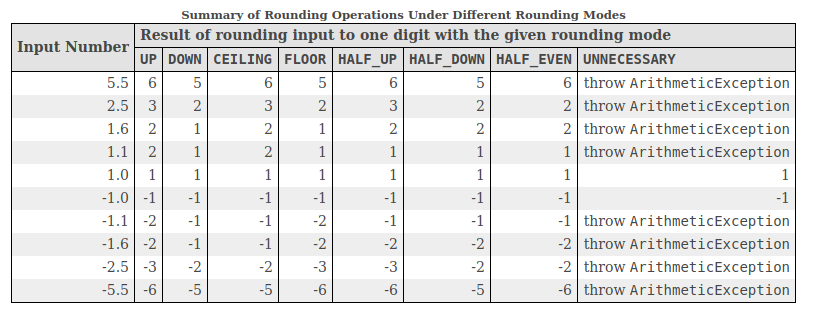 Summary of Rounding Operations Under Different Rounding Modes
Input Number Result of rounding input to one digit with the given rounding mode
UP DOWN CEILING FLOOR HALF_UP HALF_DOWN HALF_EVEN UNNECESSARY
5.5 6 5 6 5 6 5 6 throw ArithmeticException
2.5 3 2 3 2 3 2 2 throw ArithmeticException
1.6 2 1 2 1 2 2 2 throw ArithmeticException
1.1 2 1 2 1 1 1 1 throw ArithmeticException
1.0 1 1 1 1 1 1 1 1
-1.0 -1 -1 -1 -1 -1 -1 -1 -1
-1.1 -2 -1 -1 -2 -1 -1 -1 throw ArithmeticException
-1.6 -2 -1 -1 -2 -2 -2 -2 throw ArithmeticException
-2.5 -3 -2 -2 -3 -3 -2 -2 throw ArithmeticException
-5.5 -6 -5 -5 -6 -6 -5 -6 throw ArithmeticException